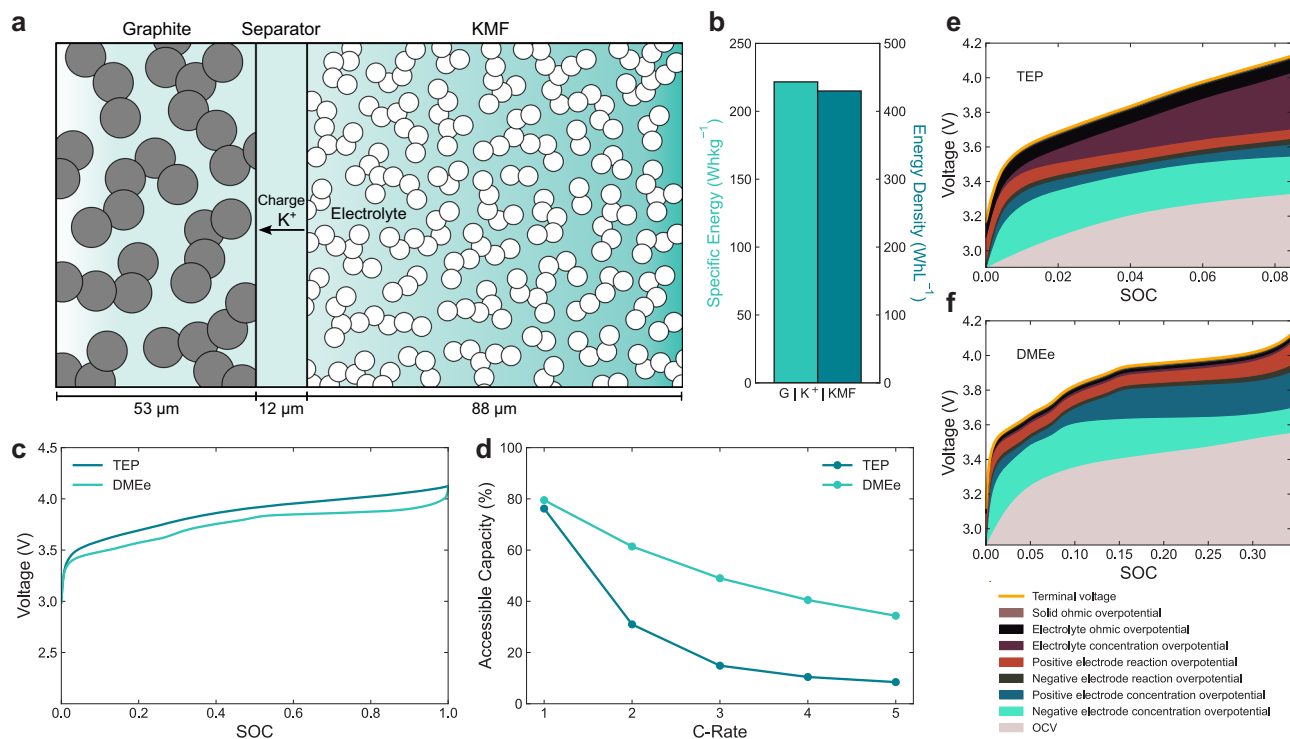 a
Graphite
Separator
KMF
Charge
K+
Electrolyte
53 µm
12 µm
88 µm
b
250
200
150
100
50
0
Specific Energy (Whkg−1)
500
400
300
200
100
0
Energy Density (WhL−1)
G | K+ | KMF
c
4.5
4.0
3.5
3.0
2.5
Voltage (V)
TEP
DMEe
0.0
0.2
0.4
0.6
0.8
1.0
SOC
d
100
80
60
40
20
0
Accessible Capacity (%)
TEP
DMEe
1
2
3
4
5
C-Rate
e
4.2
4.0
3.8
3.6
3.4
3.2
3.0
Voltage (V)
TEP
0.00
0.02
0.04
0.06
0.08
SOC
f
4.2
4.0
3.8
3.6
3.4
3.2
3.0
Voltage (V)
DMEe
0.00
0.05
0.10
0.15
0.20
0.25
0.30
SOC
Terminal voltage
Solid ohmic overpotential
Electrolyte ohmic overpotential
Electrolyte concentration overpotential
Positive electrode reaction overpotential
Negative electrode reaction overpotential
Positive electrode concentration overpotential
Negative electrode concentration overpotential
OCV